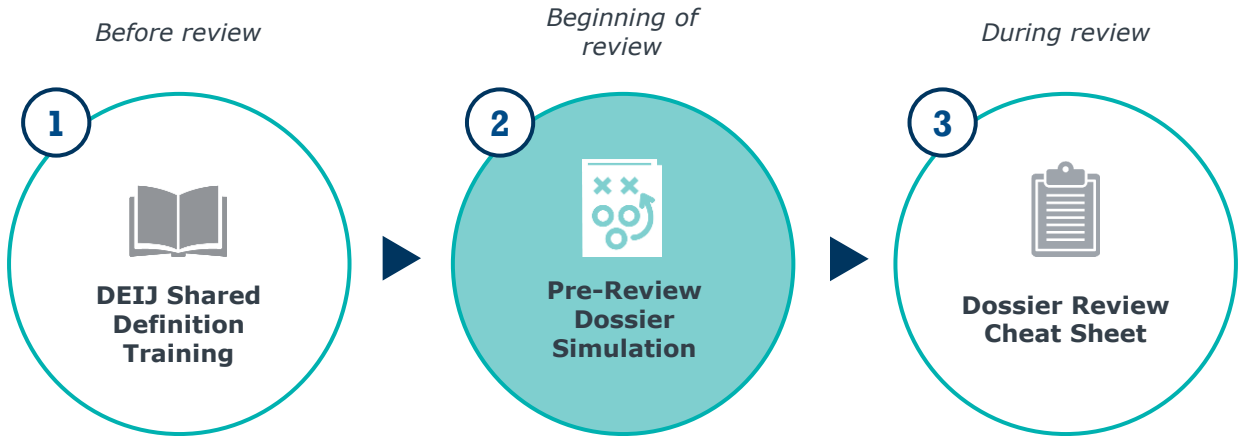 Before review
1
DEIJ Shared
Definition
Training
Beginning of
review
2
Pre-Review
Dossier
Simulation
During review
3
Dossier Review
Cheat Sheet